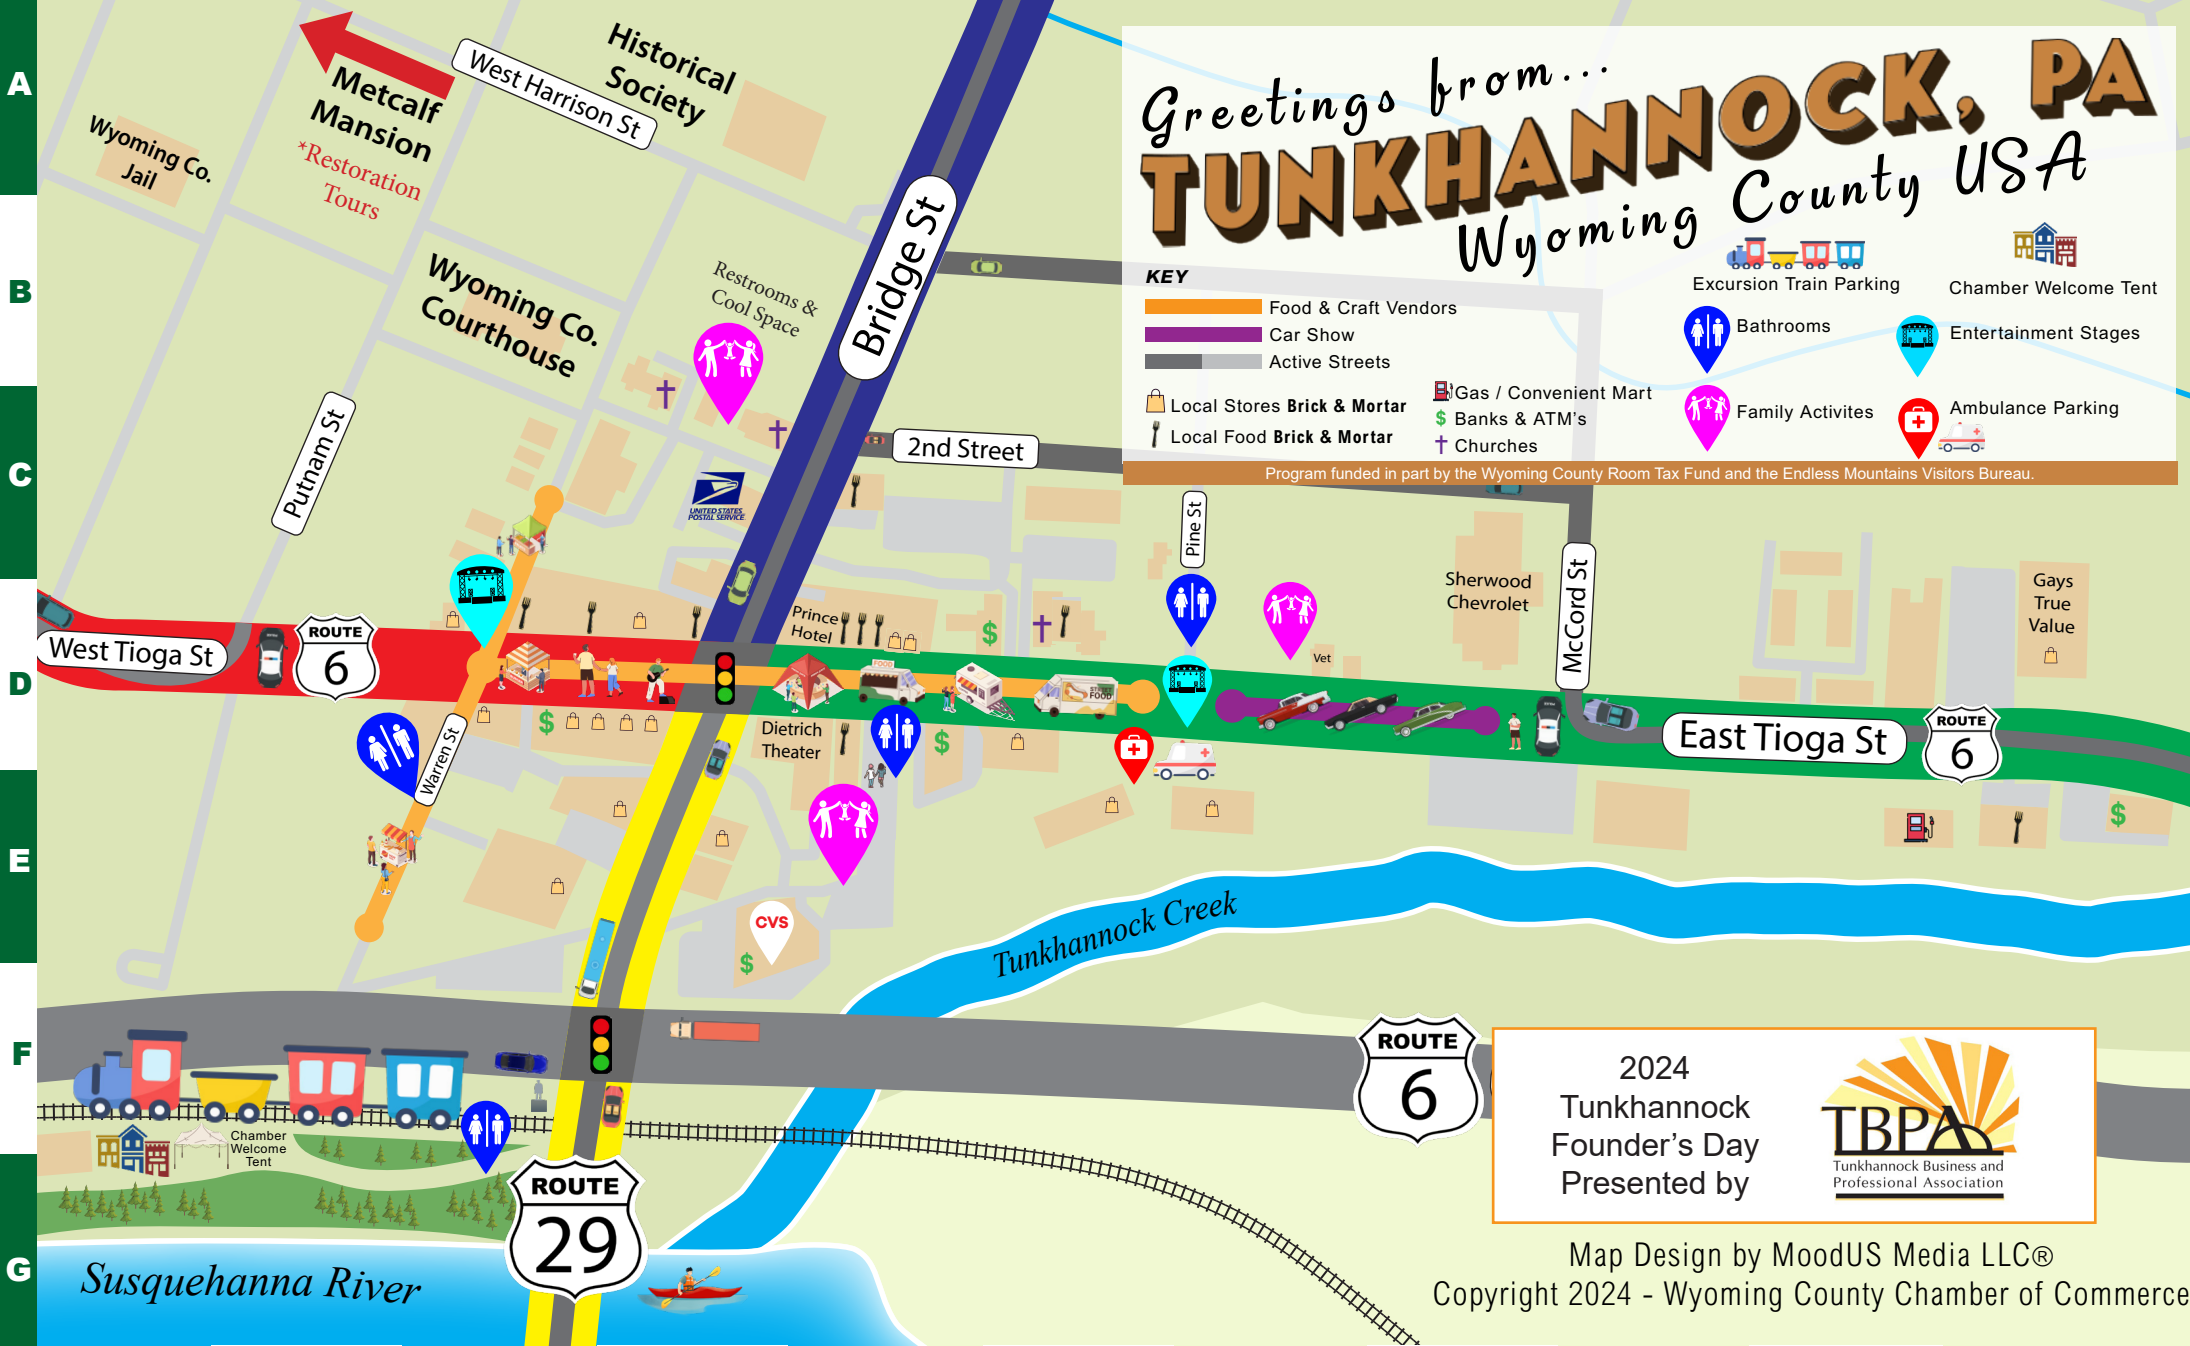 A
B
C
D
E
F
G
Greetings from...
TUNKHANNOCK, PA
Wyoming County USA
KEY
Food & Craft Vendors
Car Show
Active Streets
Local Stores Brick & Mortar
Local Food Brick & Mortar
Gas / Convenient Mart
$ Banks & ATM's
Churches
Excursion Train Parking
Chamber Welcome Tent
Bathrooms
Entertainment Stages
Family Activites
Ambulance Parking
Program funded in part by the Wyoming County Room Tax Fund and the Endless Mountains Visitors Bureau.
Metcalf
Mansion
*Restoration
Tours
West Harrison St
Historical
Society
Wyoming Co.
Jail
Wyoming Co.
Courthouse
Restrooms &
Cool Space
Bridge St
2nd Street
Putnam St
UNITED STATES
POSTAL SERVICE
Pine St
McCord St
Sherwood
Chevrolet
Gays
True
Value
West Tioga St
ROUTE
6
Prince
Hotel
$
FOOD
STREET
FOOD
Vet
Dietrich
Theater
$
$
Warren St
East Tioga St
ROUTE
6
$
CVS
$
Tunkhannock Creek
ROUTE
6
Chamber
Welcome
Tent
ROUTE
29
Susquehanna River
2024
Tunkhannock
Founder's Day
Presented by
TBPA
Tunkhannock Business and
Professional Association
Map Design by MoodUS Media LLC®
Copyright 2024 - Wyoming County Chamber of Commerce